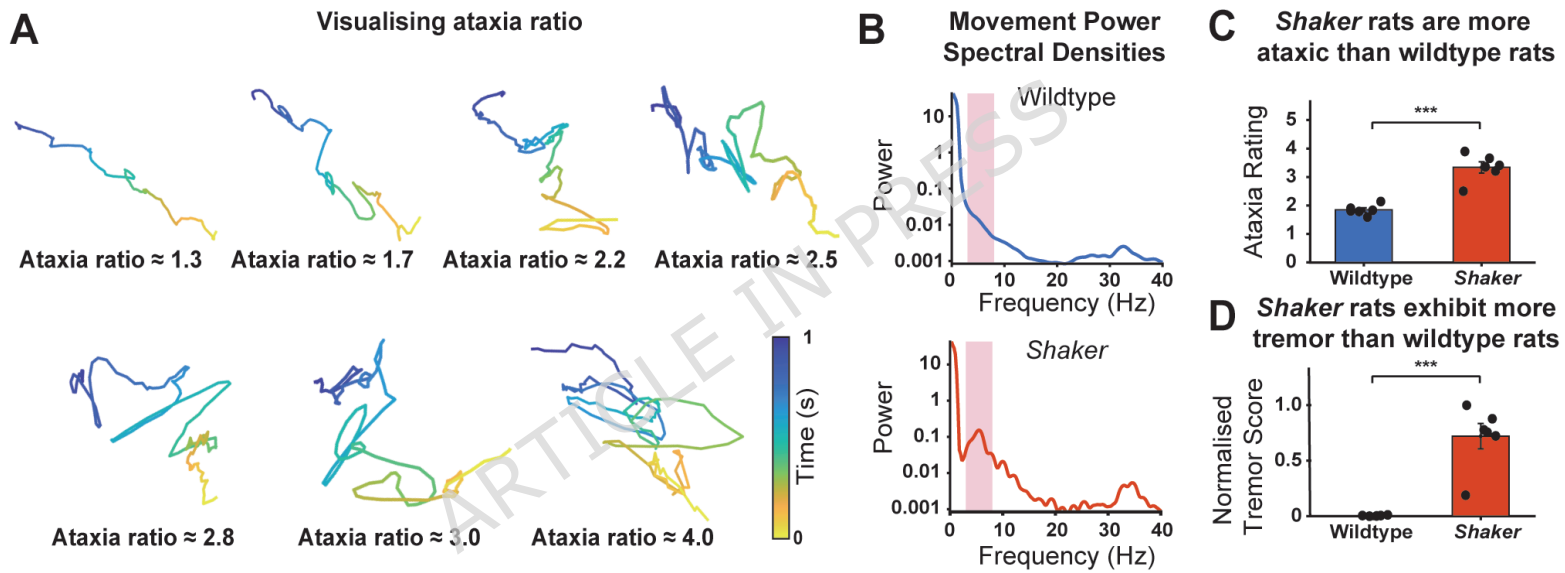 A
Visualising ataxia ratio
Ataxia ratio ≈ 1.3
Ataxia ratio ≈ 1.7
Ataxia ratio ≈ 2.2
Ataxia ratio ≈ 2.5
Ataxia ratio ≈ 2.8
Ataxia ratio ≈ 3.0
Ataxia ratio ≈ 4.0
1
Time (s)
0
B
Movement Power
Spectral Densities
Wildtype
Power
10
1
0.1
0.01
0.001
0 10 20 30 40
Frequency (Hz)
Shaker
Power
10
1
0.1
0.01
0.001
0 10 20 30 40
Frequency (Hz)
C
Shaker rats are more
ataxic than wildtype rats
***
Ataxia Rating
5
4
3
2
1
0
Wildtype Shaker
D
Shaker rats exhibit more
tremor than wildtype rats
***
Normalised
Tremor Score
1.0
0.5
0
Wildtype Shaker
ARTICLE IN PRESS